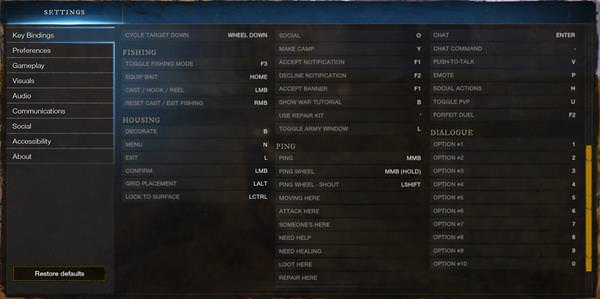 SETTINGS
Key Bindings
Preferences
Gameplay
Visuals
Audio
Communications
Social
Accessibility
About
Restore defaults
CYCLE TARGET DOWN WHEEL DOWN
FISHING
TOGGLE FISHING MODE F3
EQUIP BAIT HOME
CAST / HOOK / REEL LMB
RESET CAST / EXIT FISHING RMB
HOUSING
DECORATE B
MENU N
EXIT L
CONFIRM LMB
GRID PLACEMENT LALT
LOCK TO SURFACE LCTRL
SOCIAL O
MAKE CAMP Y
ACCEPT NOTIFICATION F1
DECLINE NOTIFICATION F2
ACCEPT BANNER F1
SHOW WAR TUTORIAL B
USE REPAIR KIT
TOGGLE ARMY WINDOW L
PING
PING MMB
PING WHEEL MMB (HOLD)
PING WHEEL - SHOUT LSHIFT
MOVING HERE
ATTACK HERE
SOMEONE'S HERE
NEED HELP
NEED HEALING
LOOT HERE
REPAIR HERE
CHAT ENTER
CHAT COMMAND
PUSH-TO-TALK V
EMOTE P
SOCIAL ACTIONS H
TOGGLE PVP U
FORFEIT DUEL F2
DIALOGUE
OPTION #1 1
OPTION #2 2
OPTION #3 3
OPTION #4 4
OPTION #5 5
OPTION #6 6
OPTION #7 7
OPTION #8 8
OPTION #9 9
OPTION #10 0